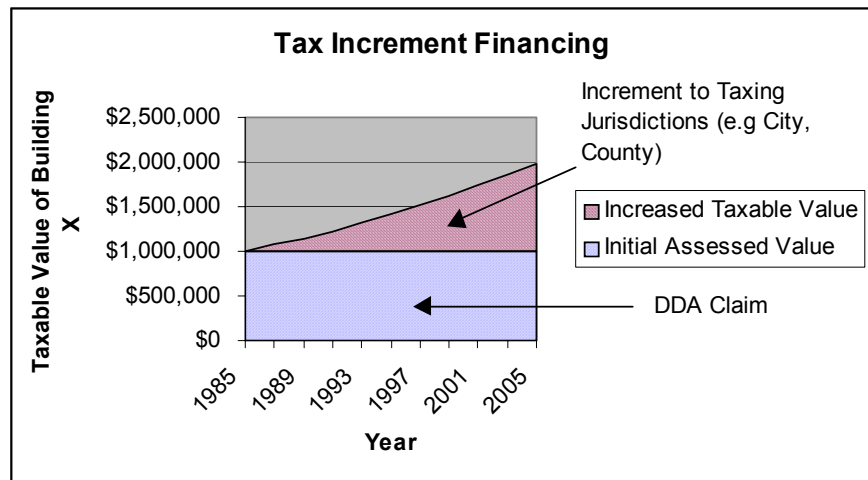 Tax Increment Financing
Taxable Value of Building
X
$2,500,000
$2,000,000
$1,500,000
$1,000,000
$500,000
$0
1985
1989
1993
1997
2001
2005
Year
Increment to Taxing
Jurisdictions (e.g City,
County)
Increased Taxable Value
Initial Assessed Value
DDA Claim